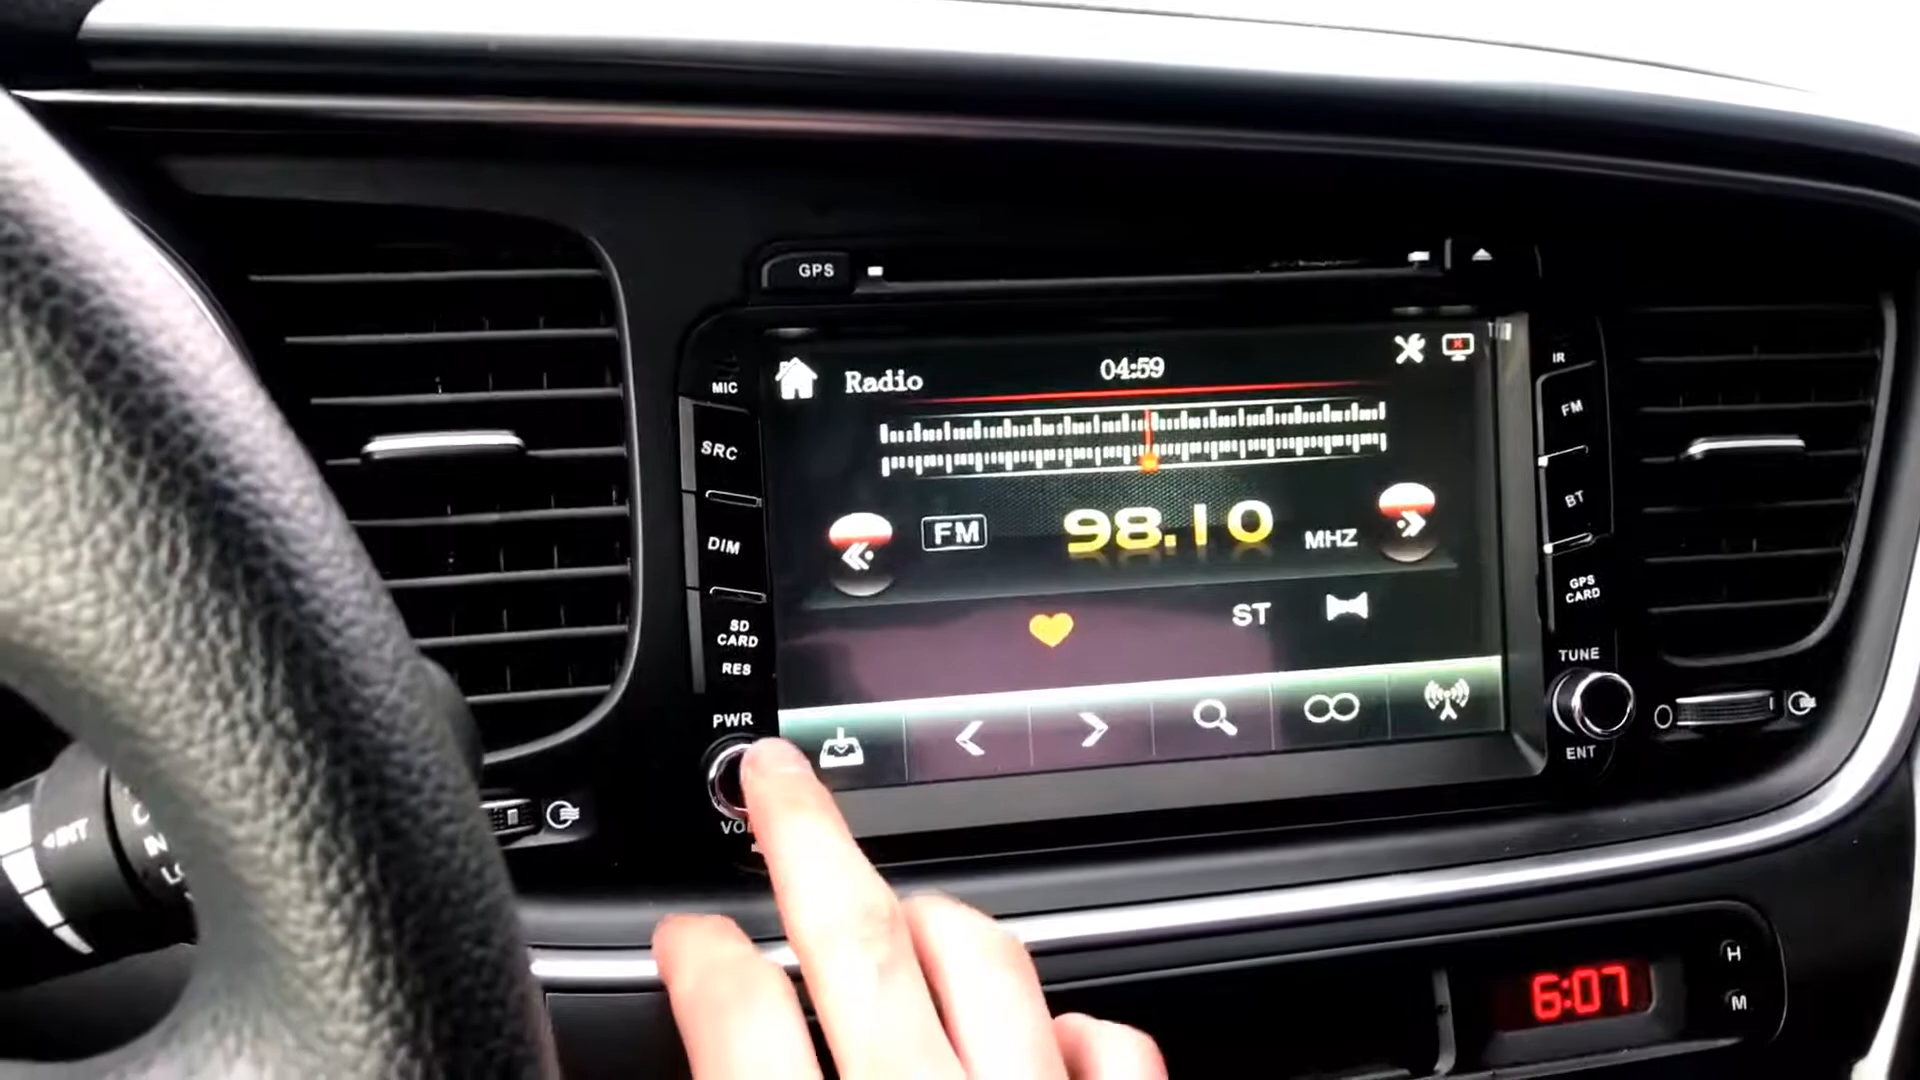 GPS
MIC
SRC
DIM
SD
CARD
RES
PWR
Radio
04:59
FM
98.10
MHZ
ST
IR
FM
BT
GPS
CARD
TUNE
ENT
INT
6:07
H
M